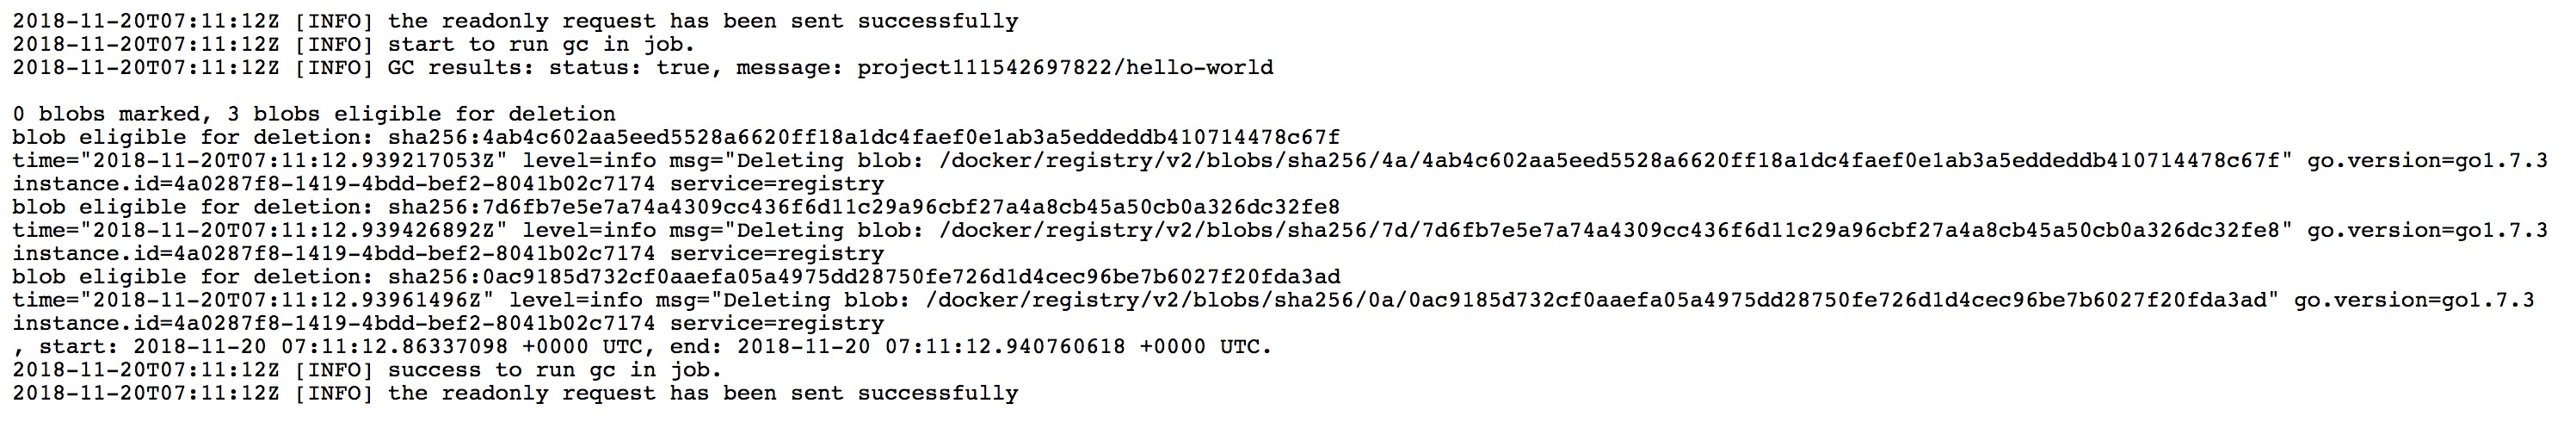 2018-11-20T07:11:12Z [INFO] the readonly request has been sent successfully
2018-11-20T07:11:12Z [INFO] start to run gc in job.
2018-11-20T07:11:12Z [INFO] GC results: status: true, message: project111542697822/hello-world
0 blobs marked, 3 blobs eligible for deletion
blob eligible for deletion: sha256:4ab4c602aa5eed5528a6620ff18a1dc4faef0e1ab3a5eddeddb410714478c67f
time="2018-11-20T07:11:12.939217053Z" level=info msg="Deleting blob: /docker/registry/v2/blobs/sha256/4a/4ab4c602aa5eed5528a6620ff18a1dc4faef0e1ab3a5eddeddb410714478c67f" go.version=go1.7.3
instance.id=4a0287f8-1419-4bdd-bef2-8041b02c7174 service=registry
blob eligible for deletion: sha256:7d6fb7e5e7a74a4309cc436f6d11c29a96cbf27a4a8cb45a50cb0a326dc32fe8
time="2018-11-20T07:11:12.939426892Z" level=info msg="Deleting blob: /docker/registry/v2/blobs/sha256/7d/7d6fb7e5e7a74a4309cc436f6d11c29a96cbf27a4a8cb45a50cb0a326dc32fe8" go.version=go1.7.3
instance.id=4a0287f8-1419-4bdd-bef2-8041b02c7174 service=registry
blob eligible for deletion: sha256:0ac9185d732cf0aaefa05a4975dd28750fe726d1d4cec96be7b6027f20fda3ad
time="2018-11-20T07:11:12.93961496Z" level=info msg="Deleting blob: /docker/registry/v2/blobs/sha256/0a/0ac9185d732cf0aaefa05a4975dd28750fe726d1d4cec96be7b6027f20fda3ad" go.version=go1.7.3
instance.id=4a0287f8-1419-4bdd-bef2-8041b02c7174 service=registry
, start: 2018-11-20 07:11:12.86337098 +0000 UTC, end: 2018-11-20 07:11:12.940760618 +0000 UTC.
2018-11-20T07:11:12Z [INFO] success to run gc in job.
2018-11-20T07:11:12Z [INFO] the readonly request has been sent successfully